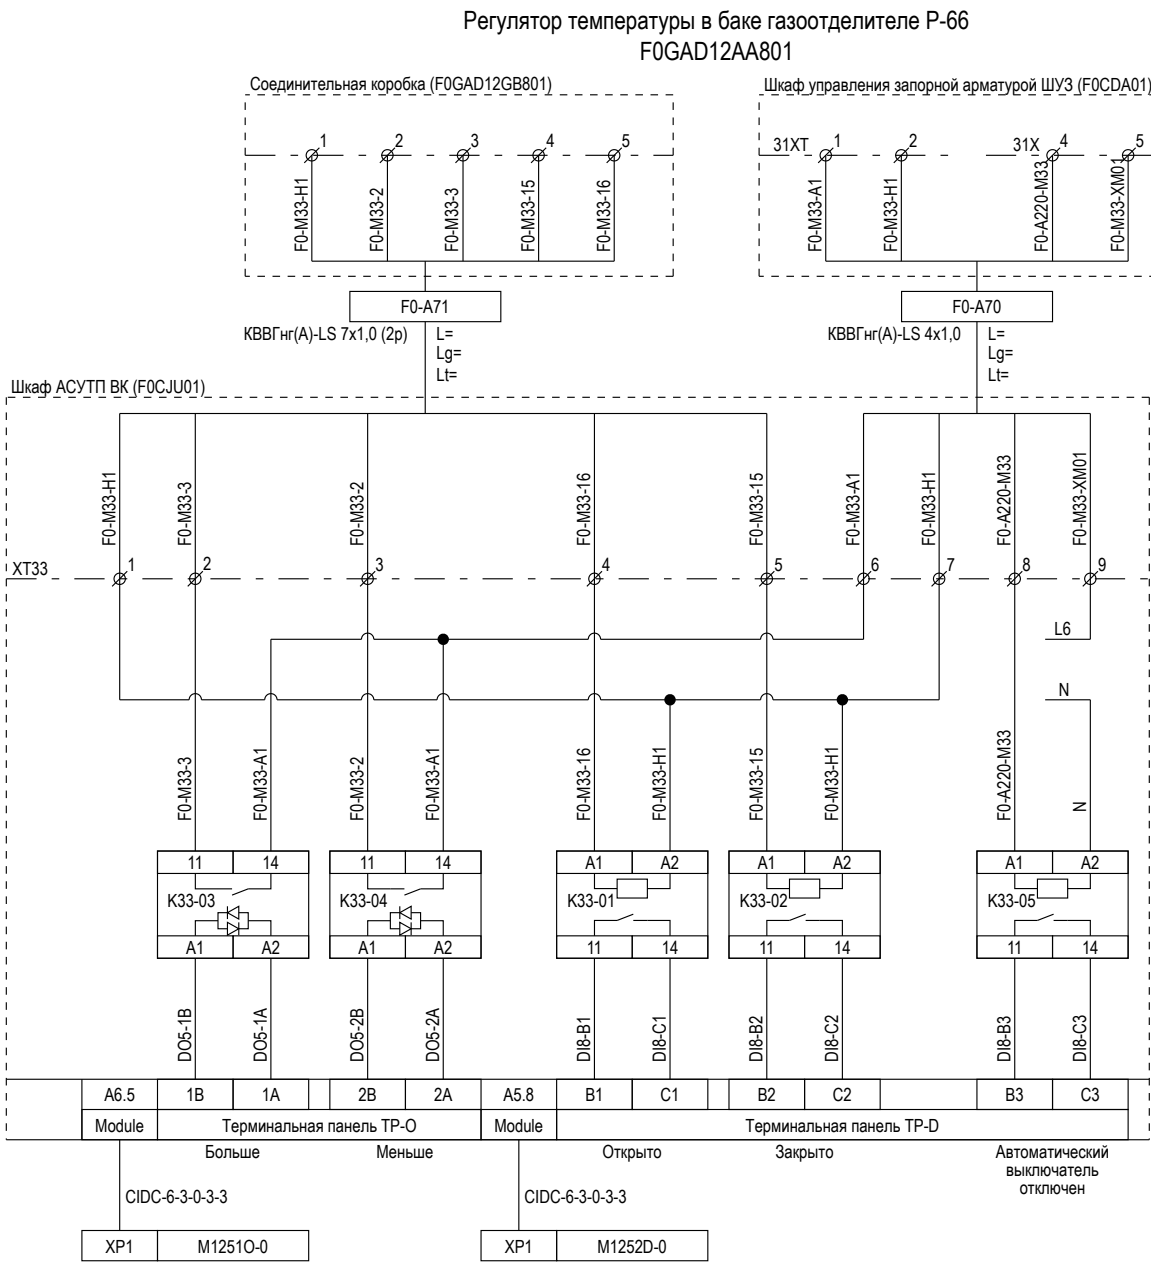 Регулятор температуры в баке газоотделителе Р-66
F0GAD12AA801
Соединительная коробка (F0GAD12GB801)
Шкаф управления запорной арматурой ШУЗ (F0CDA01)
1 2 3 4 5
31XT 1 2 31X 4 5
F0-M33-H1 F0-M33-2 F0-M33-3 F0-M33-15 F0-M33-16
F0-M33-A1 F0-M33-H1 F0-A220-M33 F0-M33-XM01
F0-A71
F0-A70
КВВГнг(А)-LS 7x1,0 (2р)
L=
Lg=
Lt=
КВВГнг(А)-LS 4x1,0
L=
Lg=
Lt=
Шкаф АСУТП ВК (F0CJU01)
F0-M33-H1 F0-M33-3 F0-M33-2 F0-M33-16 F0-M33-15 F0-M33-A1 F0-M33-H1 F0-A220-M33 F0-M33-XM01
XT33 1 2 3 4 5 6 7 8 9
L6
N
F0-M33-3 F0-M33-A1 F0-M33-2 F0-M33-A1 F0-M33-16 F0-M33-H1 F0-M33-15 F0-M33-H1 F0-A220-M33 N
11 14 11 14 A1 A2 A1 A2 A1 A2
K33-03 K33-04 K33-01 K33-02 K33-05
A1 A2 A1 A2 11 14 11 14 11 14
DO5-1B DO5-1A DO5-2B DO5-2A DI8-B1 DI8-C1 DI8-B2 DI8-C2 DI8-B3 DI8-C3
A6.5 1B 1A 2B 2A A5.8 B1 C1 B2 C2 B3 C3
Module Терминальная панель TP-O Module Терминальная панель TP-D
Больше Меньше Открыто Закрыто
Автоматический
выключатель
отключен
CIDC-6-3-0-3-3 CIDC-6-3-0-3-3
XP1 M1251O-0 XP1 M1252D-0